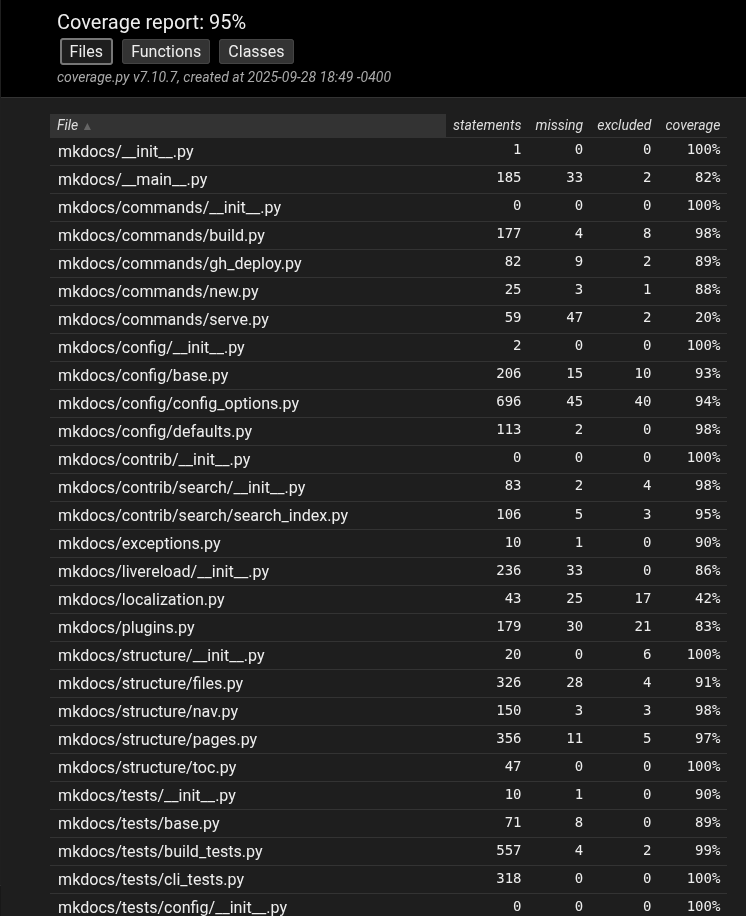 Coverage report: 95%
Files Functions Classes
coverage.py v7.10.7, created at 2025-09-28 18:49 -0400
File ▲ statements missing excluded coverage
mkdocs/__init__.py 1 0 0 100%
mkdocs/__main__.py 185 33 2 82%
mkdocs/commands/__init__.py 0 0 0 100%
mkdocs/commands/build.py 177 4 8 98%
mkdocs/commands/gh_deploy.py 82 9 2 89%
mkdocs/commands/new.py 25 3 1 88%
mkdocs/commands/serve.py 59 47 2 20%
mkdocs/config/__init__.py 2 0 0 100%
mkdocs/config/base.py 206 15 10 93%
mkdocs/config/config_options.py 696 45 40 94%
mkdocs/config/defaults.py 113 2 0 98%
mkdocs/contrib/__init__.py 0 0 0 100%
mkdocs/contrib/search/__init__.py 83 2 4 98%
mkdocs/contrib/search/search_index.py 106 5 3 95%
mkdocs/exceptions.py 10 1 0 90%
mkdocs/livereload/__init__.py 236 33 0 86%
mkdocs/localization.py 43 25 17 42%
mkdocs/plugins.py 179 30 21 83%
mkdocs/structure/__init__.py 20 0 6 100%
mkdocs/structure/files.py 326 28 4 91%
mkdocs/structure/nav.py 150 3 3 98%
mkdocs/structure/pages.py 356 11 5 97%
mkdocs/structure/toc.py 47 0 0 100%
mkdocs/tests/__init__.py 10 1 0 90%
mkdocs/tests/base.py 71 8 0 89%
mkdocs/tests/build_tests.py 557 4 2 99%
mkdocs/tests/cli_tests.py 318 0 0 100%
mkdocs/tests/config/__init__.py 0 0 0 100%